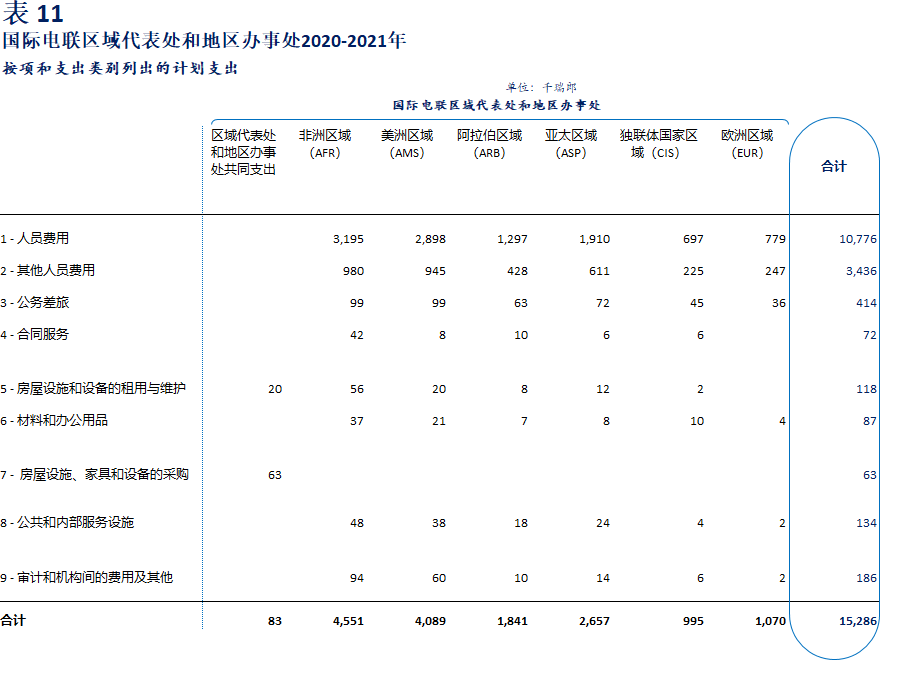 表 11
国际电联区域代表处和地区办事处2020-2021年
按项和支出类别列出的计划支出
单位：千瑞郎
国际电联区域代表处和地区办事处
区域代表处和地区办事处共同支出 非洲区域（AFR） 美洲区域（AMS） 阿拉伯区域（ARB） 亚太区域（ASP） 独联体国家区域（CIS） 欧洲区域（EUR） 合计
1 - 人员费用 3,195 2,898 1,297 1,910 697 779 10,776
2 - 其他人员费用 980 945 428 611 225 247 3,436
3 - 公务差旅 99 99 63 72 45 36 414
4 - 合同服务 42 8 10 6 6 72
5 - 房屋设施和设备的租用与维护 20 56 20 8 12 2 118
6 - 材料和办公用品 37 21 7 8 10 4 87
7 - 房屋设施、家具和设备的采购 63 63
8 - 公共和内部服务设施 48 38 18 24 4 2 134
9 - 审计和机构间的费用及其他 94 60 10 14 6 2 186
合计 83 4,551 4,089 1,841 2,657 995 1,070 15,286